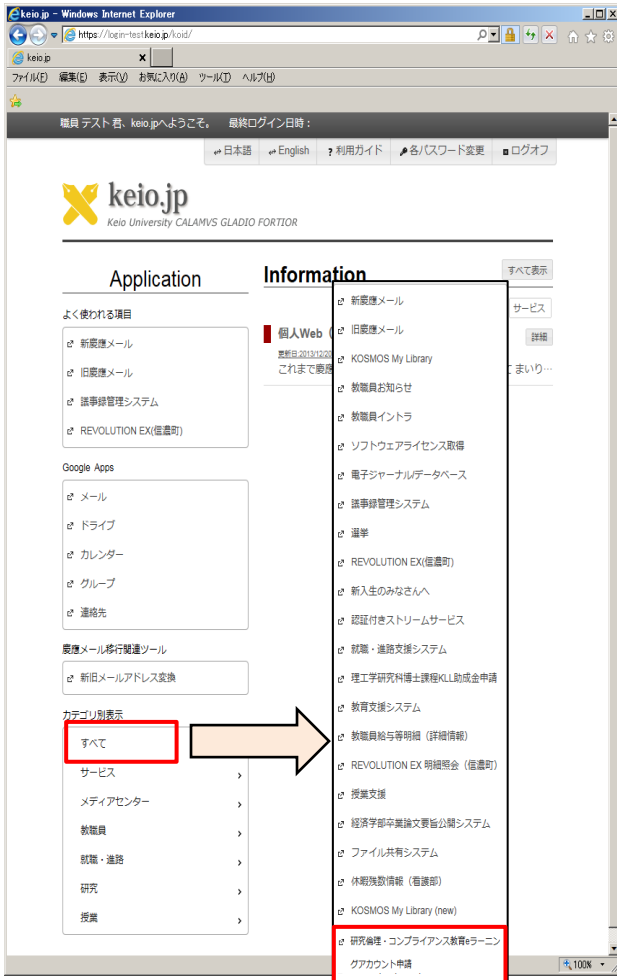 keio.jp - Windows Internet Explorer
https://login-test.keio.jp/koid/
keio.jp
ファイル(F) 編集(E) 表示(V) お気に入り(A) ツール(T) ヘルプ(H)
職員 テスト 君、keio.jpへようこそ。 最終ログイン日時：
日本語 English ? 利用ガイド 各パスワード変更 ログオフ
keio.jp
Keio University CALAMVS GLADIO FORTIOR
Application
よく使われる項目
新慶應メール
旧慶應メール
議事録管理システム
REVOLUTION EX(信濃町)
Google Apps
メール
ドライブ
カレンダー
グループ
連絡先
慶應メール移行関連ツール
新旧メールアドレス変換
カテゴリ別表示
すべて
サービス
メディアセンター
教職員
就職・進路
研究
授業
Information
すべて表示
サービス
個人Web（
詳細
更新日:2013/12/20
これまで慶應
てまいり…
新慶應メール
旧慶應メール
KOSMOS My Library
教職員お知らせ
教職員イントラ
ソフトウェアライセンス取得
電子ジャーナル/データベース
議事録管理システム
選挙
REVOLUTION EX(信濃町)
新入生のみなさんへ
認証付きストリームサービス
就職・進路支援システム
理工学研究科博士課程KLL助成金申請
教育支援システム
教職員給与等明細（詳細情報）
REVOLUTION EX 明細照会（信濃町）
授業支援
経済学部卒業論文要旨公開システム
ファイル共有システム
休暇残数情報（看護部）
KOSMOS My Library (new)
研究倫理・コンプライアンス教育eラーニン
グアカウント申請
100%